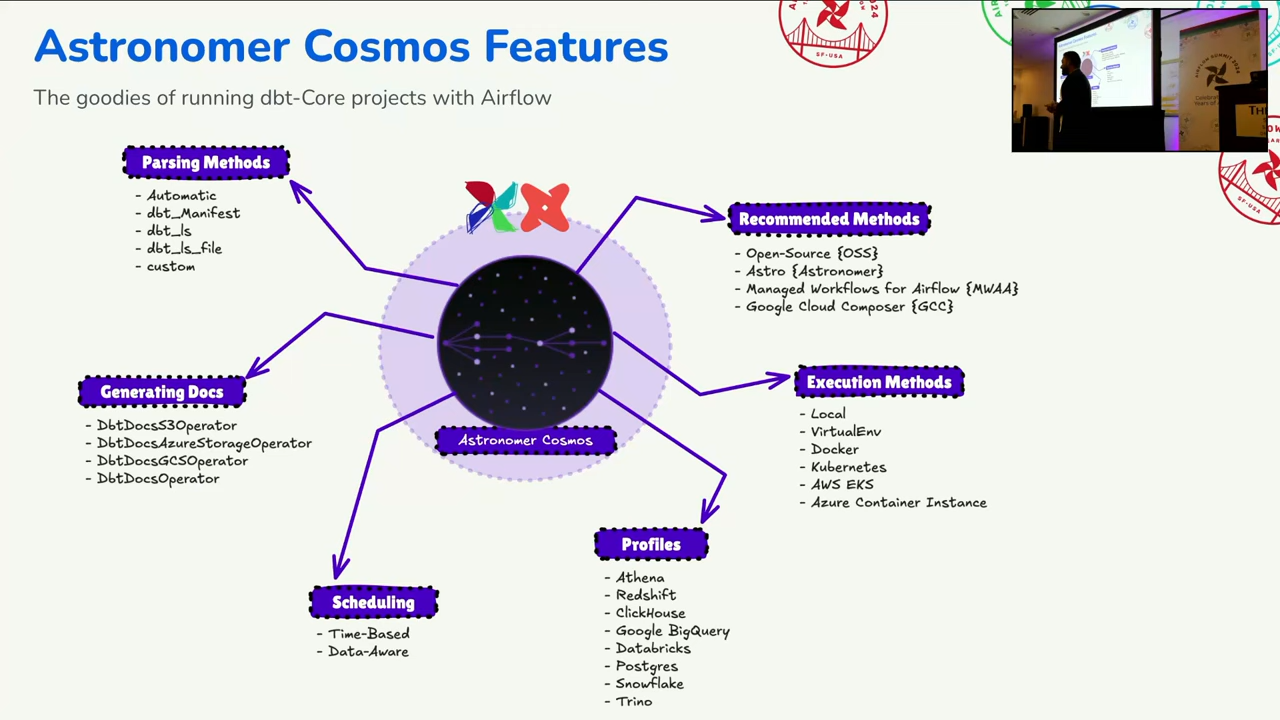 Astronomer Cosmos Features
The goodies of running dbt-Core projects with Airflow
Parsing Methods
- Automatic
- dbt_Manifest
- dbt_ls
- dbt_ls_file
- custom
Generating Docs
- DbtDocsS3Operator
- DbtDocsAzureStorageOperator
- DbtDocsGCSOperator
- DbtDocsOperator
Scheduling
- Time-Based
- Data-Aware
Astronomer Cosmos
Recommended Methods
- Open-Source {OSS}
- Astro {Astronomer}
- Managed Workflows for Airflow {MWAA}
- Google Cloud Composer {GCC}
Execution Methods
- Local
- VirtualEnv
- Docker
- Kubernetes
- AWS EKS
- Azure Container Instance
Profiles
- Athena
- Redshift
- ClickHouse
- Google BigQuery
- Databricks
- Postgres
- Snowflake
- Trino
SF-USA